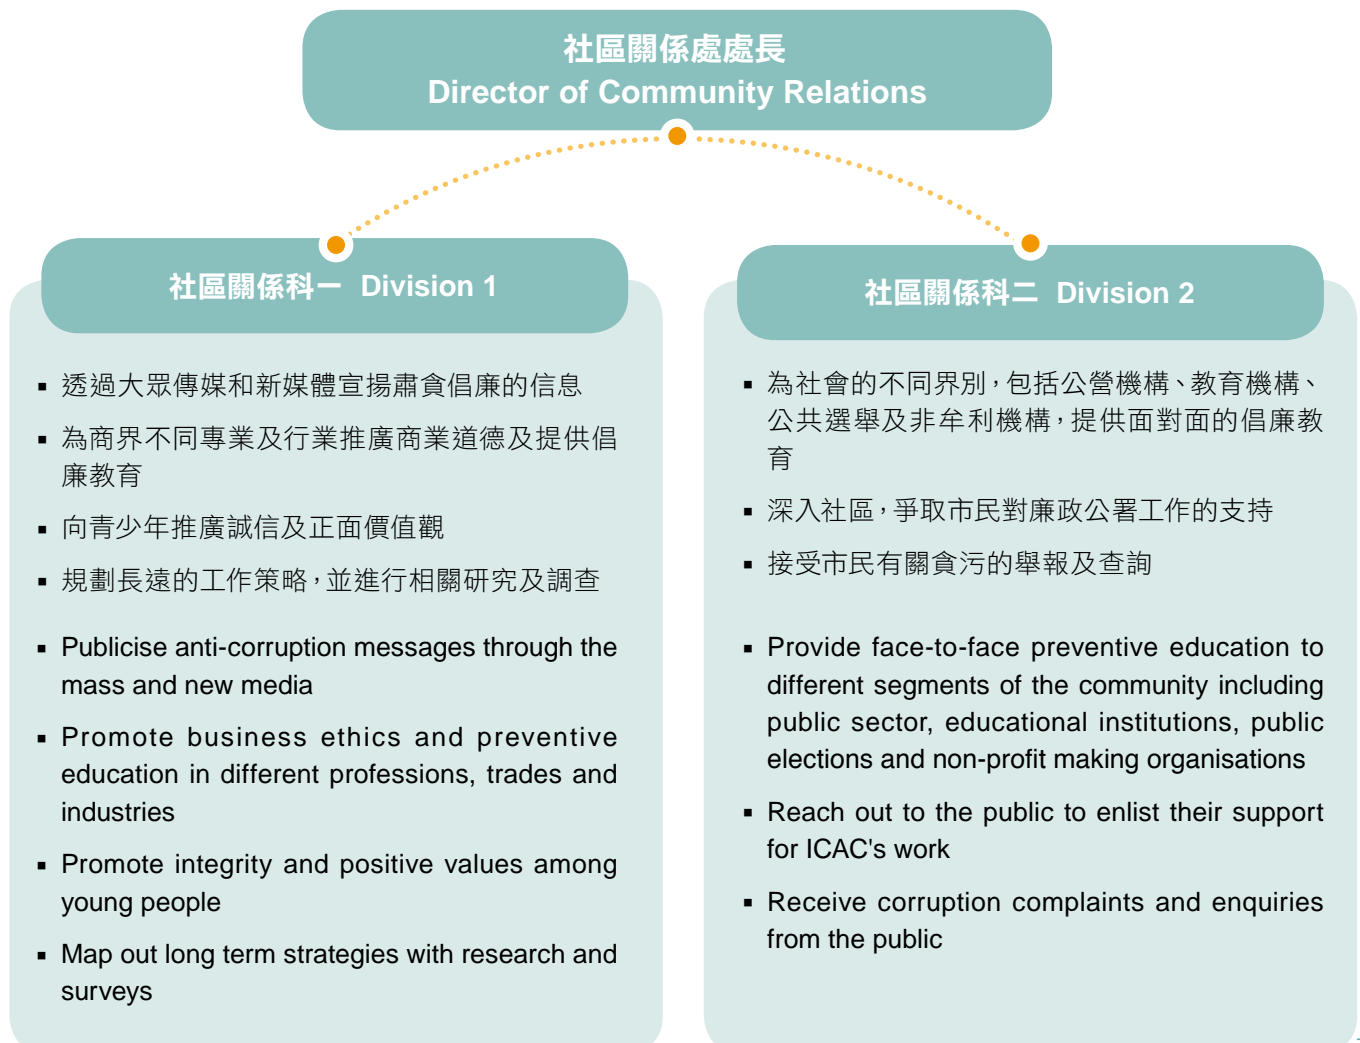 社區關係處處長
Director of Community Relations
社區關係科一 Division 1
透過大眾傳媒和新媒體宣揚肅貪倡廉的信息
為商界不同專業及行業推廣商業道德及提供倡
廉教育
向青少年推廣誠信及正面價值觀
規劃長遠的工作策略，並進行相關研究及調查
Publicise anti-corruption messages through the
mass and new media
Promote business ethics and preventive
education in different professions, trades and
industries
Promote integrity and positive values among
young people
Map out long term strategies with research and
surveys
社區關係科二 Division 2
為社會的不同界別，包括公營機構、教育機構、
公共選舉及非牟利機構，提供面對面的倡廉教
育
深入社區，爭取市民對廉政公署工作的支持
接受市民有關貪污的舉報及查詢
Provide face-to-face preventive education to
different segments of the community including
public sector, educational institutions, public
elections and non-profit making organisations
Reach out to the public to enlist their support
for ICAC's work
Receive corruption complaints and enquiries
from the public